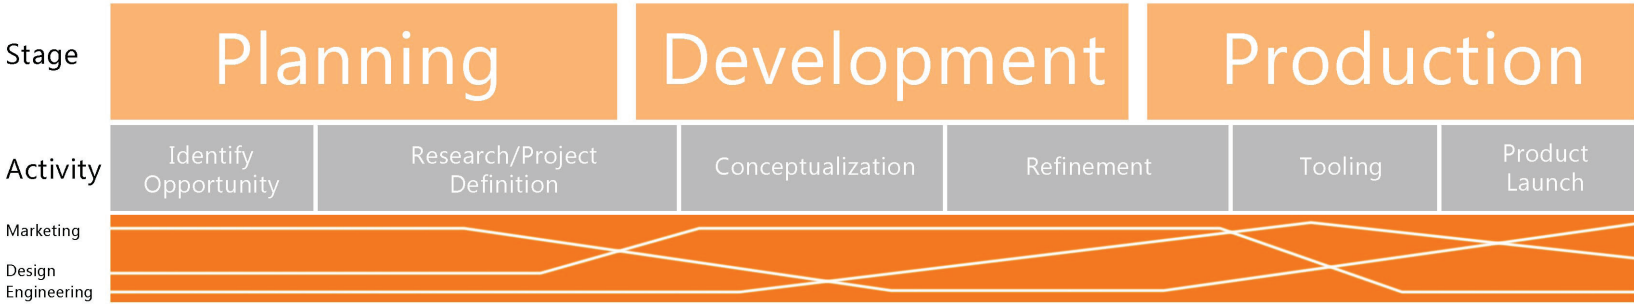 Stage
Planning
Development
Production
Activity
Identify
Opportunity
Research/Project
Definition
Conceptualization
Refinement
Tooling
Product
Launch
Marketing
Design
Engineering